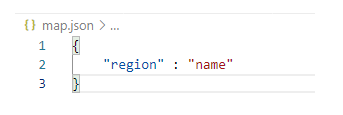 {} map.json > ...
1 {
2 "region" : "name"
3 }